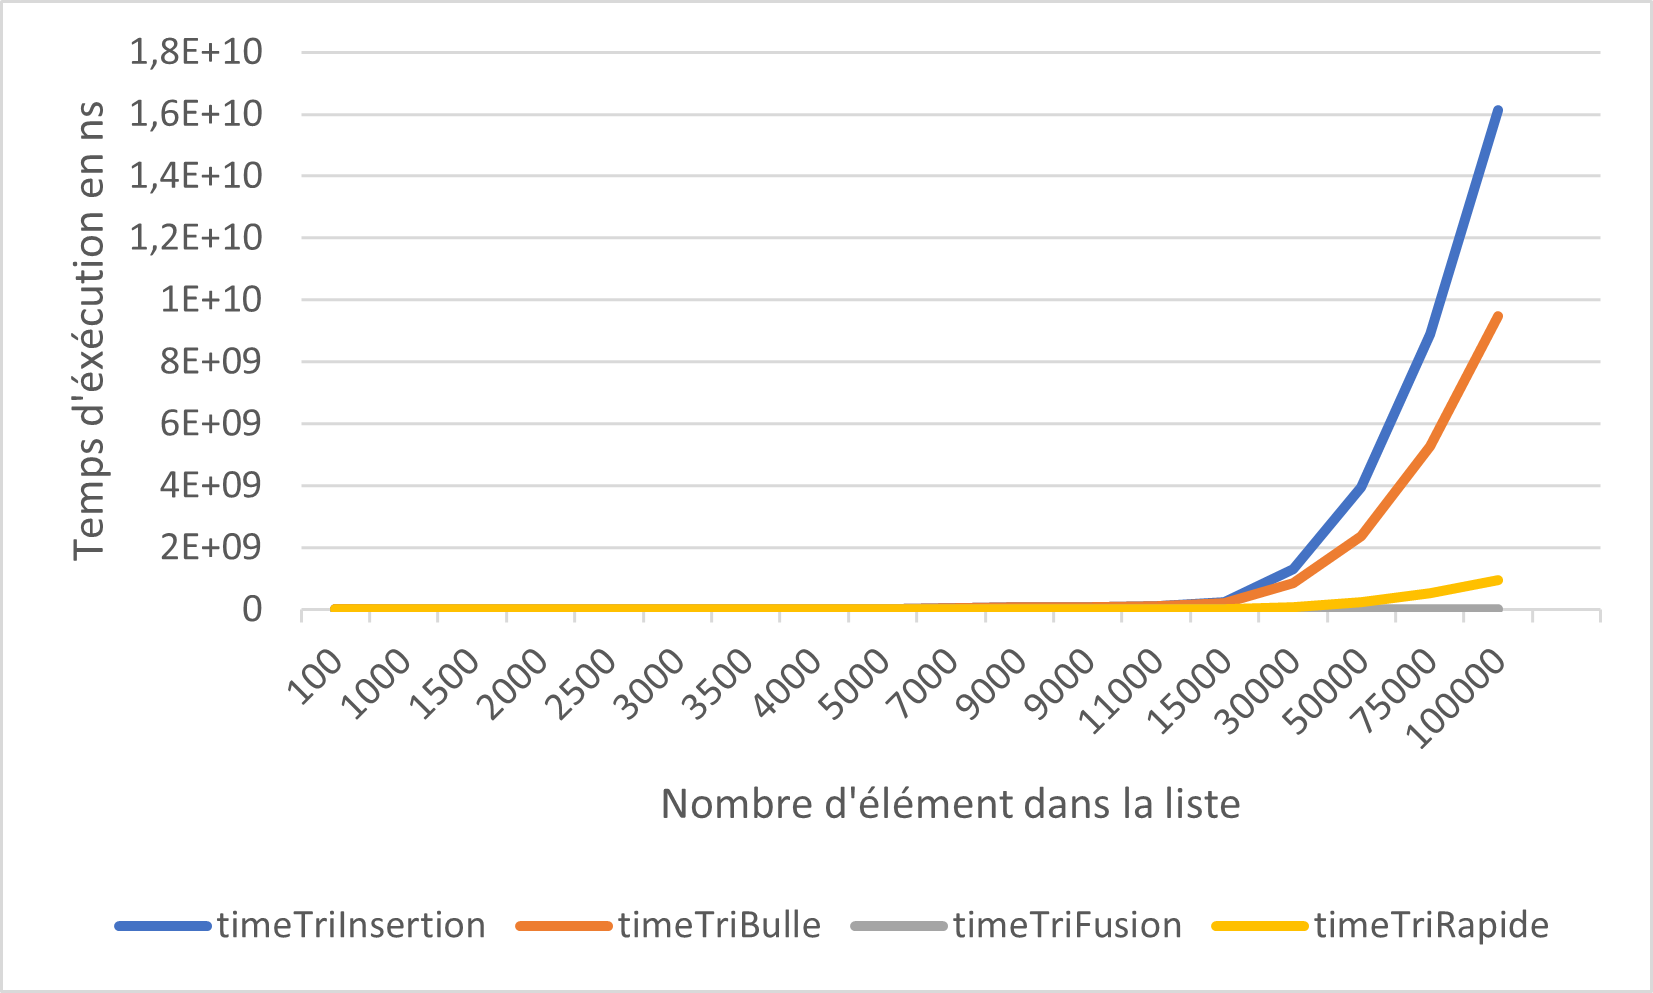 1,8E+10
1,6E+10
1,4E+10
1,2E+10
1E+10
8E+09
6E+09
4E+09
2E+09
0
Temps d'éxécution en ns
100
1000
1500
2000
2500
3000
3500
4000
5000
7000
9000
9000
11000
15000
30000
50000
75000
1000000
Nombre d'élément dans la liste
timeTriInsertion timeTriBulle timeTriFusion timeTriRapide